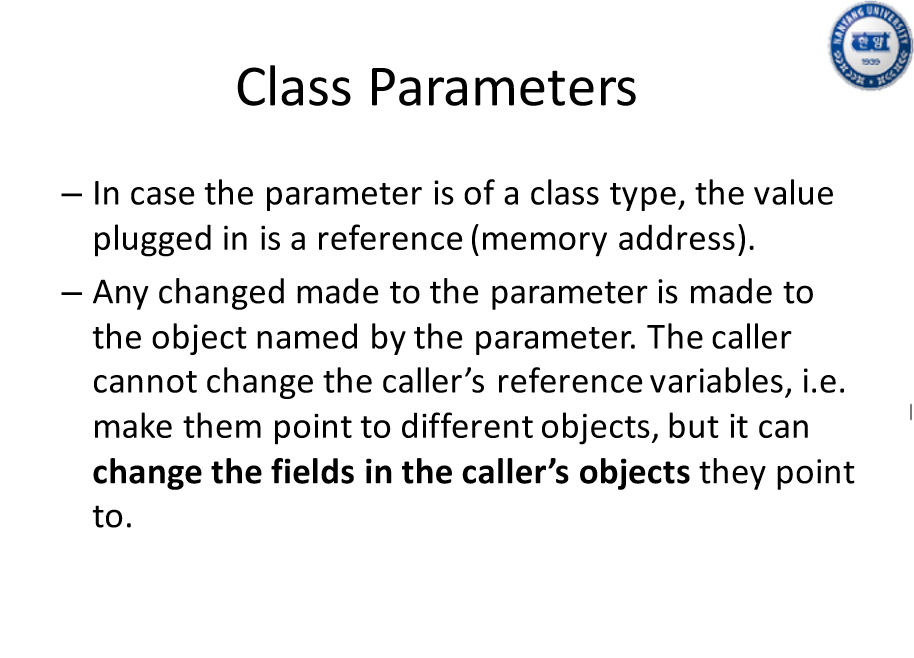 HANYANG UNIVERSITY
한양
1939
Class Parameters
– In case the parameter is of a class type, the value
plugged in is a reference (memory address).
– Any changed made to the parameter is made to
the object named by the parameter. The caller
cannot change the caller’s reference variables, i.e.
make them point to different objects, but it can
change the fields in the caller’s objects they point
to.